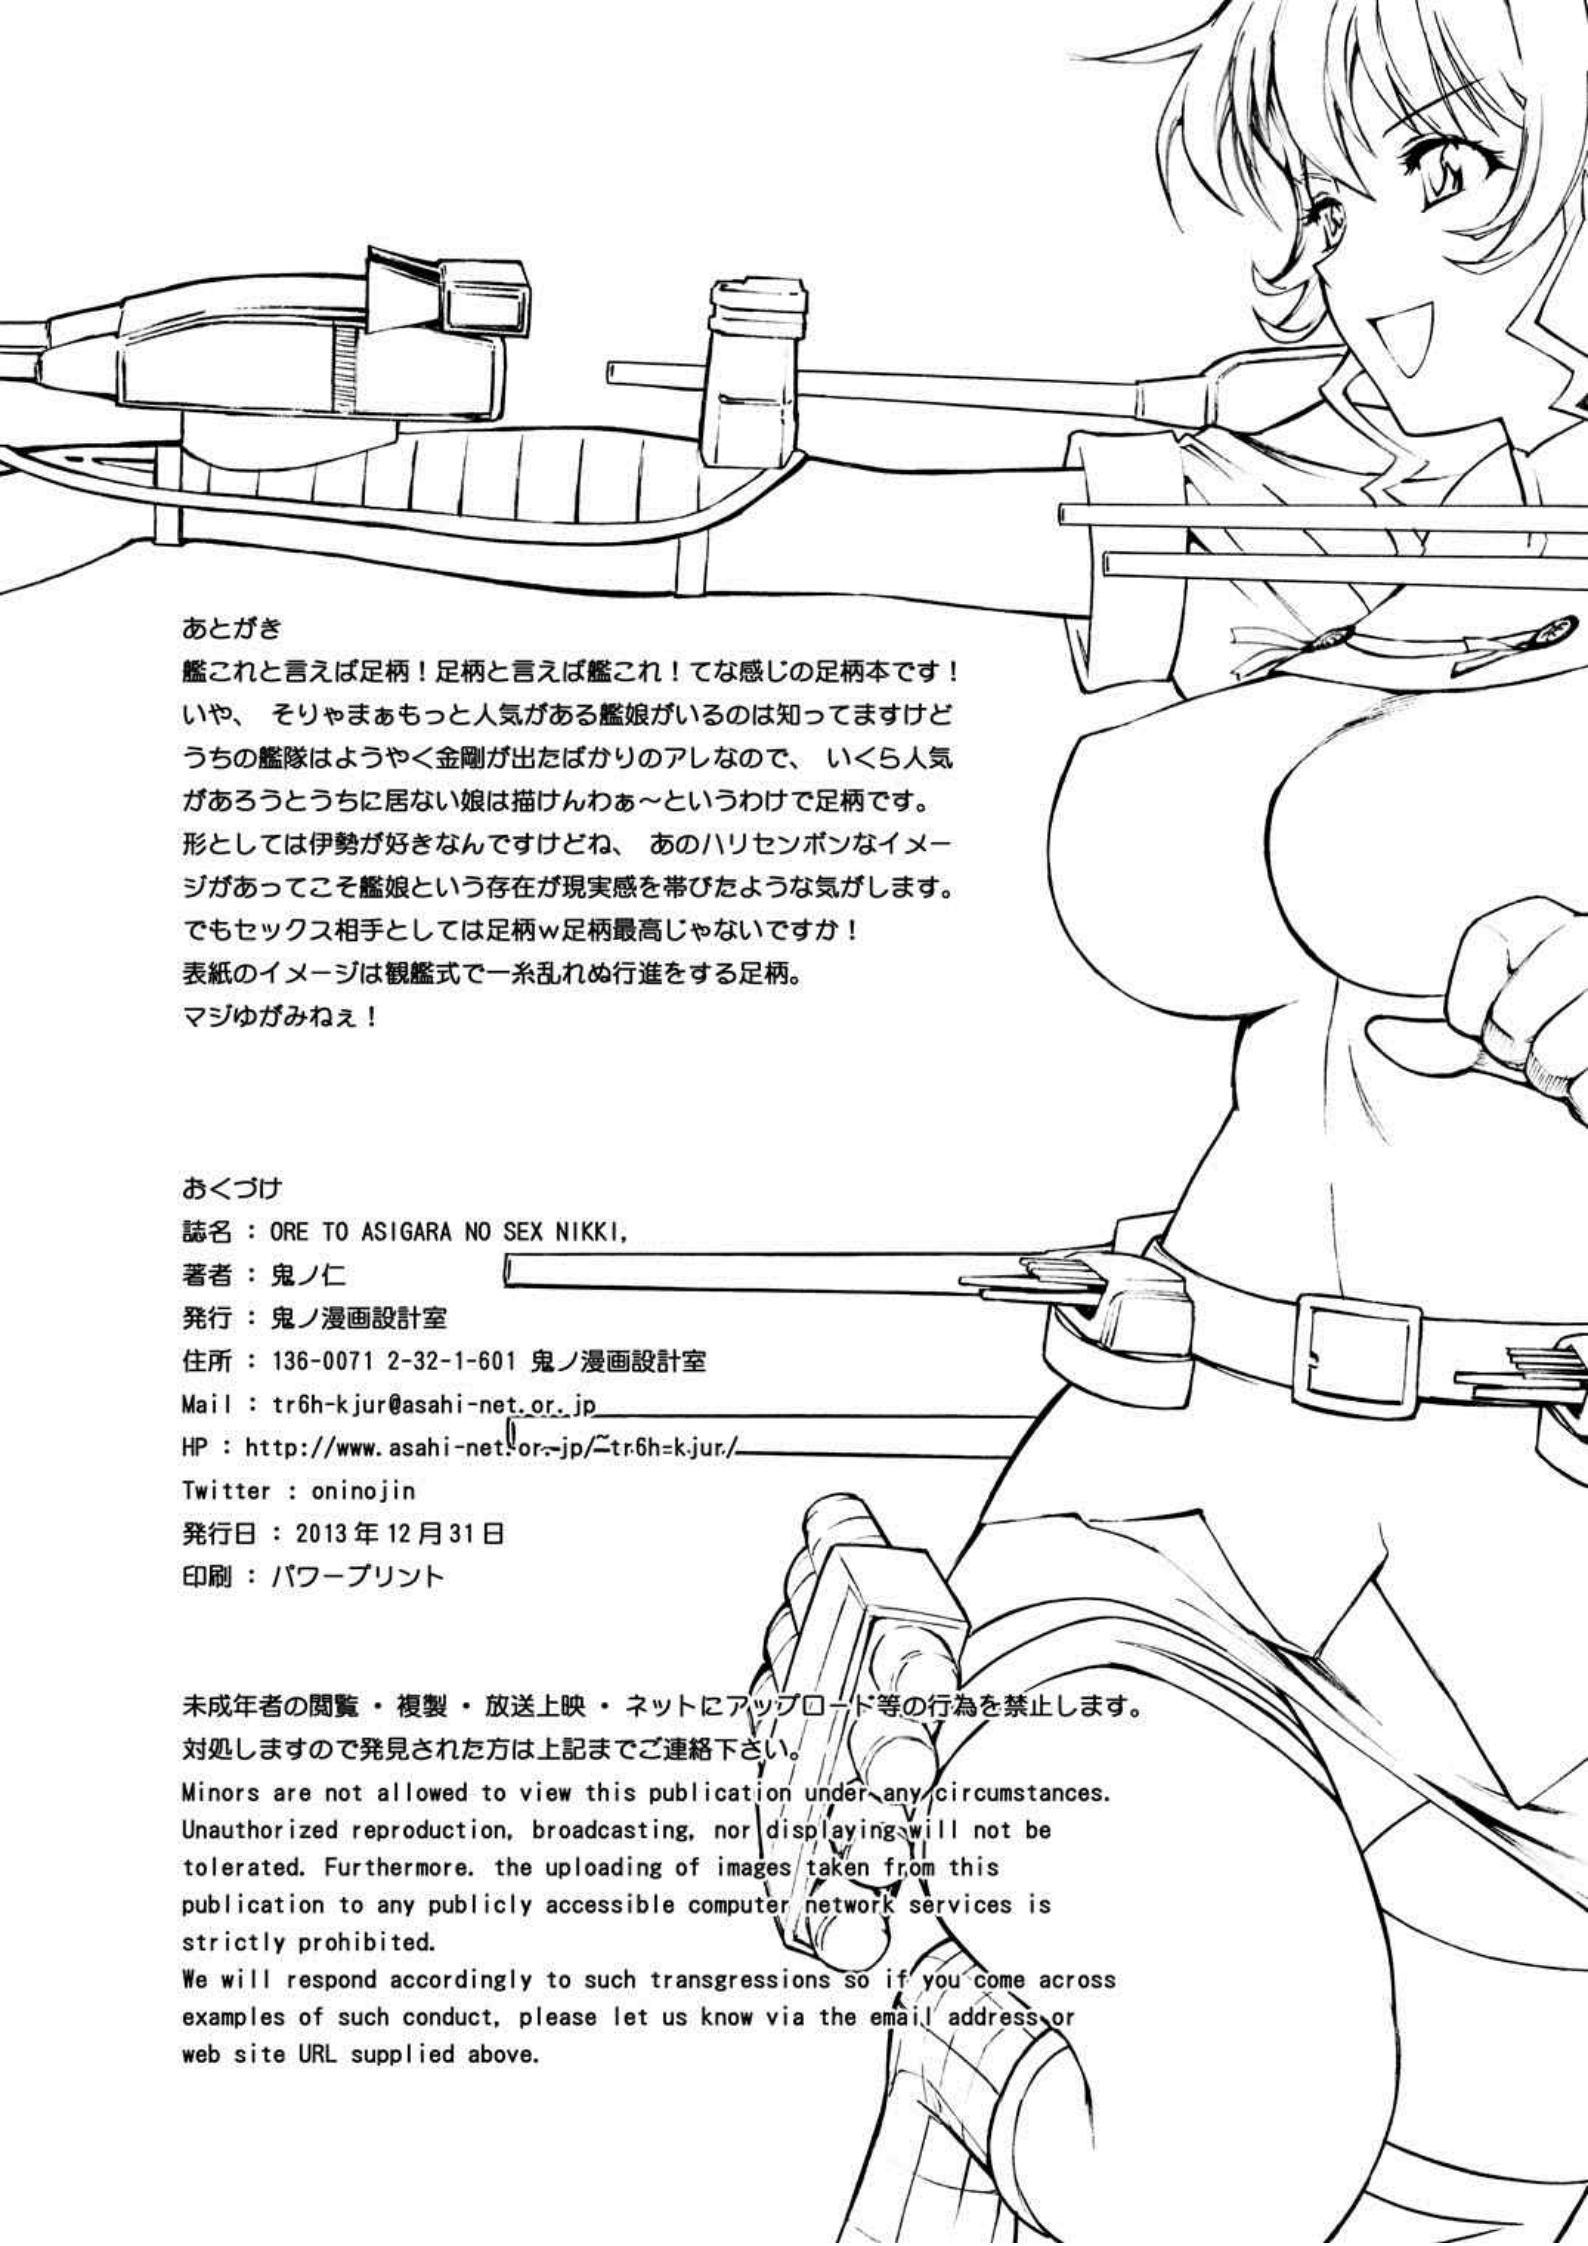 あとがき
艦これと言えば足柄！足柄と言えば艦これ！てな感じの足柄本です！
いや、 そりゃまぁもっと人気がある艦娘がいるのは知ってますけど
うちの艦隊はようやく金剛が出たばかりのアレなので、 いくら人気
があろうとうちに居ない娘は描けんわぁ～というわけで足柄です。
形としては伊勢が好きなんですけどね、 あのハリセンボンなイメー
ジがあってこそ艦娘という存在が現実感を帯びたような気がします。
でもセックス相手としては足柄ｗ足柄最高じゃないですか！
表紙のイメージは観艦式で一糸乱れぬ行進をする足柄。
マジゆがみねぇ！
おくづけ
誌名 : ORE TO ASIGARA NO SEX NIKKI,
著者 : 鬼ノ仁
発行 : 鬼ノ漫画設計室
住所 : 136-0071 2-32-1-601 鬼ノ漫画設計室
Mail : tr6h-kjur@asahi-net.or.jp
HP : http://www.asahi-net.or.jp/~tr6h-kjur/
Twitter : oninojin
発行日 : 2013年12月31日
印刷 : パワープリント
未成年者の閲覧・複製・放送上映・ネットにアップロード等の行為を禁止します。
対処しますので発見された方は上記までご連絡下さい。
Minors are not allowed to view this publication under any circumstances.
Unauthorized reproduction, broadcasting, nor displaying will not be
tolerated. Furthermore. the uploading of images taken from this
publication to any publicly accessible computer network services is
strictly prohibited.
We will respond accordingly to such transgressions so if you come across
examples of such conduct, please let us know via the email address or
web site URL supplied above.